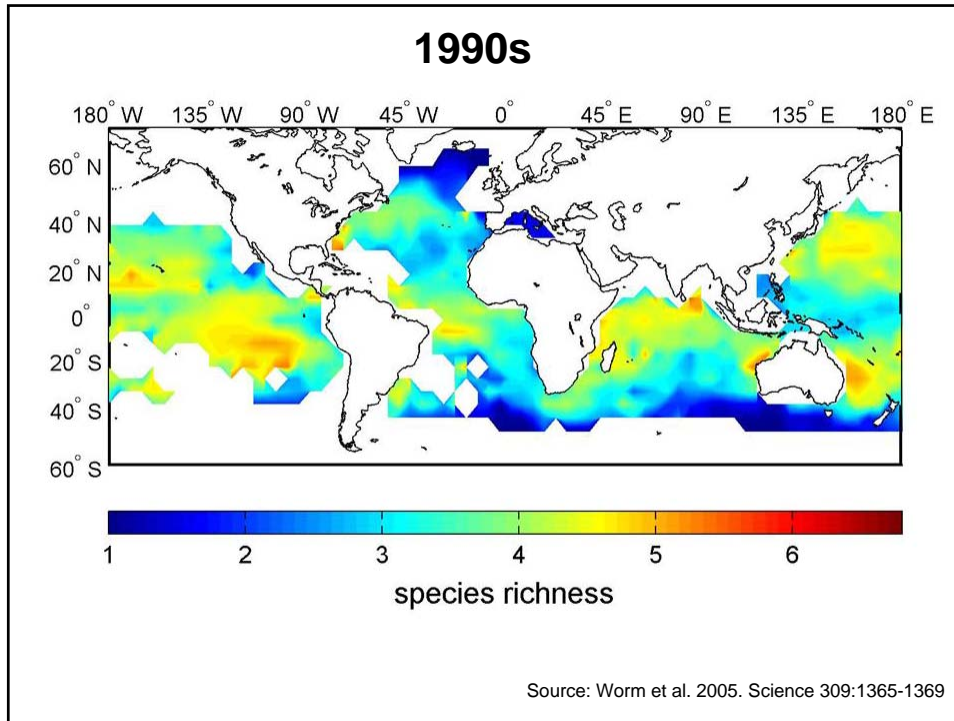 1990s
180° W 135° W 90° W 45° W 0° 45° E 90° E 135° E 180° E
60° N
40° N
20° N
0°
20° S
40° S
60° S
1 2 3 4 5 6
species richness
Source: Worm et al. 2005. Science 309:1365-1369